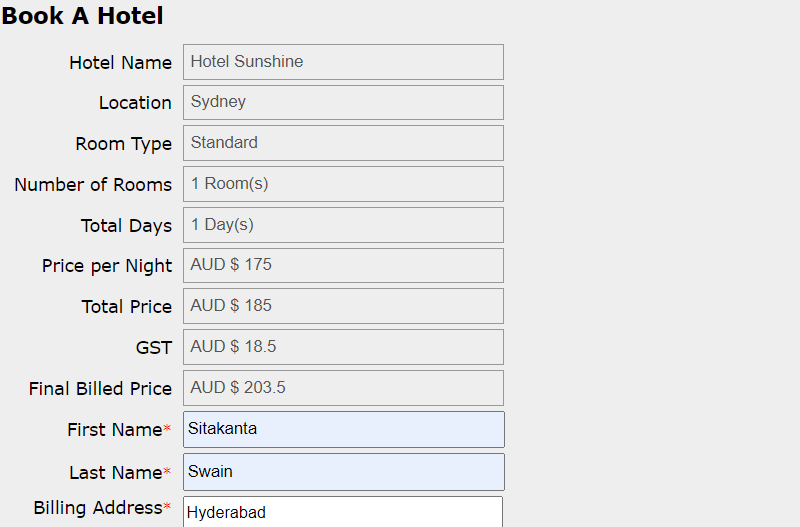 Book A Hotel
Hotel Name Hotel Sunshine
Location Sydney
Room Type Standard
Number of Rooms 1 Room(s)
Total Days 1 Day(s)
Price per Night AUD $ 175
Total Price AUD $ 185
GST AUD $ 18.5
Final Billed Price AUD $ 203.5
First Name* Sitakanta
Last Name* Swain
Billing Address* Hyderabad